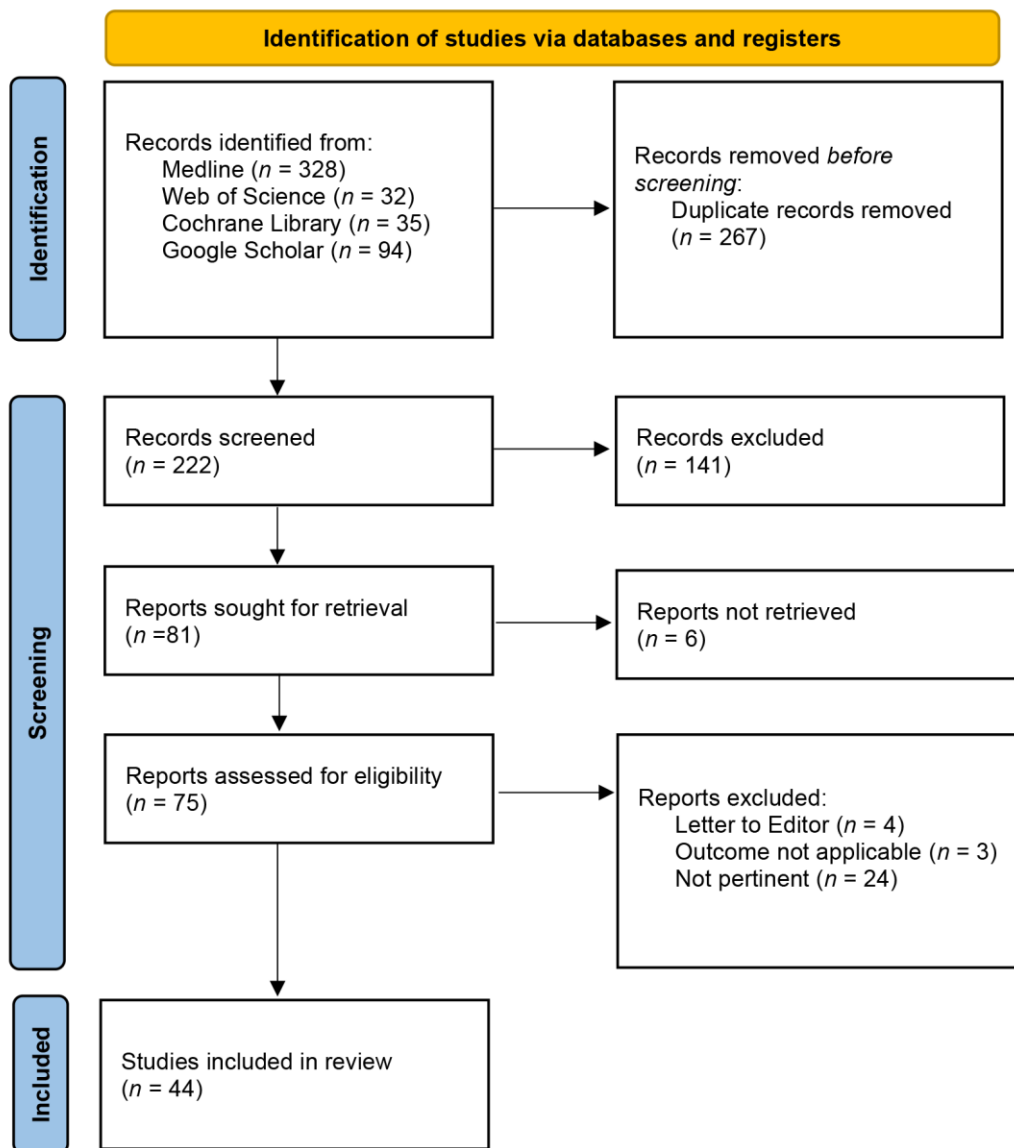 Identification of studies via databases and registers
Identification
Records identified from:
Medline (n = 328)
Web of Science (n = 32)
Cochrane Library (n = 35)
Google Scholar (n = 94)
Records removed before
screening:
Duplicate records removed
(n = 267)
Screening
Records screened
(n = 222)
Records excluded
(n = 141)
Reports sought for retrieval
(n =81)
Reports not retrieved
(n = 6)
Reports assessed for eligibility
(n = 75)
Reports excluded:
Letter to Editor (n = 4)
Outcome not applicable (n = 3)
Not pertinent (n = 24)
Included
Studies included in review
(n = 44)